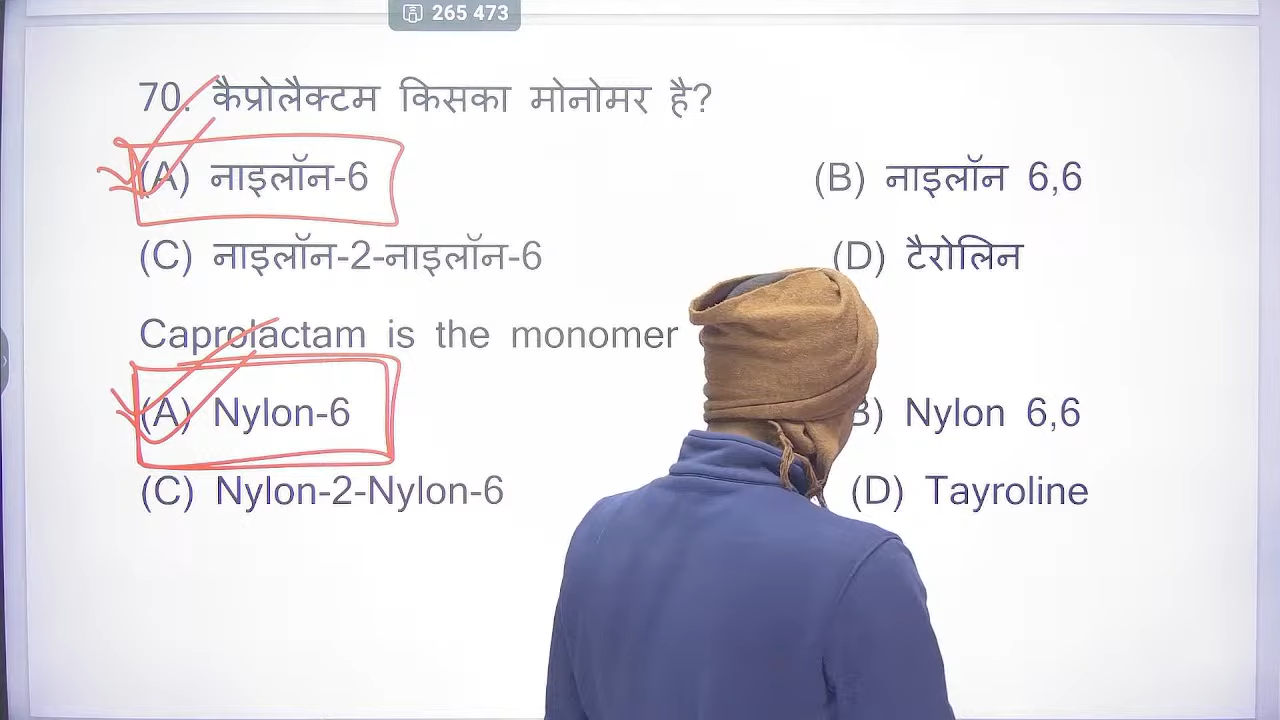 265 473
70. कैप्रोलैक्टम किसका मोनोमर है?
(A) नाइलॉन-6 (B) नाइलॉन 6,6
(C) नाइलॉन-2-नाइलॉन-6 (D) टैरोलिन
Caprolactam is the monomer
(A) Nylon-6 B) Nylon 6,6
(C) Nylon-2-Nylon-6 (D) Tayroline